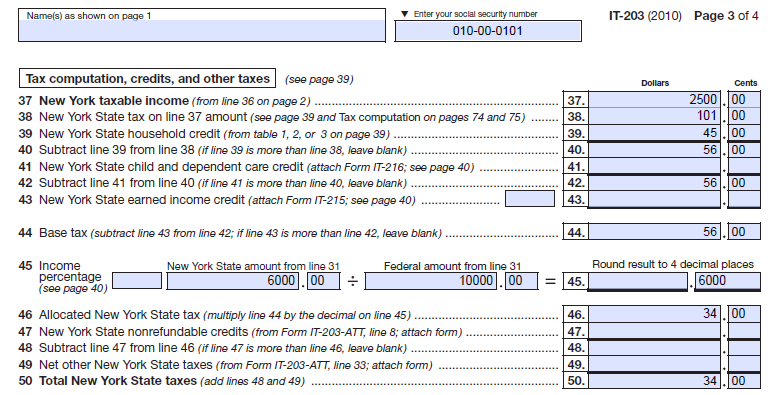 Name(s) as shown on page 1
▼ Enter your social security number
IT-203 (2010) Page 3 of 4
010-00-0101
Tax computation, credits, and other taxes (see page 39)
Dollars Cents
37 New York taxable income (from line 36 on page 2) 37. 2500 . 00
38 New York State tax on line 37 amount (see page 39 and Tax computation on pages 74 and 75) 38. 101 . 00
39 New York State household credit (from table 1, 2, or 3 on page 39) 39. 45 . 00
40 Subtract line 39 from line 38 (if line 39 is more than line 38, leave blank) 40. 56 . 00
41 New York State child and dependent care credit (attach Form IT-216; see page 40) 41. .
42 Subtract line 41 from line 40 (if line 41 is more than line 40, leave blank) 42. 56 . 00
43 New York State earned income credit (attach Form IT-215; see page 40) 43. .
44 Base tax (subtract line 43 from line 42; if line 43 is more than line 42, leave blank) 44. 56 . 00
45 Income New York State amount from line 31 Federal amount from line 31 Round result to 4 decimal places
percentage 6000 . 00 ÷ 10000 . 00 = 45. . 6000
(see page 40)
46 Allocated New York State tax (multiply line 44 by the decimal on line 45) 46. 34 . 00
47 New York State nonrefundable credits (from Form IT-203-ATT, line 8; attach form) 47. .
48 Subtract line 47 from line 46 (if line 47 is more than line 46, leave blank) 48. .
49 Net other New York State taxes (from Form IT-203-ATT, line 33; attach form) 49. .
50 Total New York State taxes (add lines 48 and 49) 50. 34 . 00